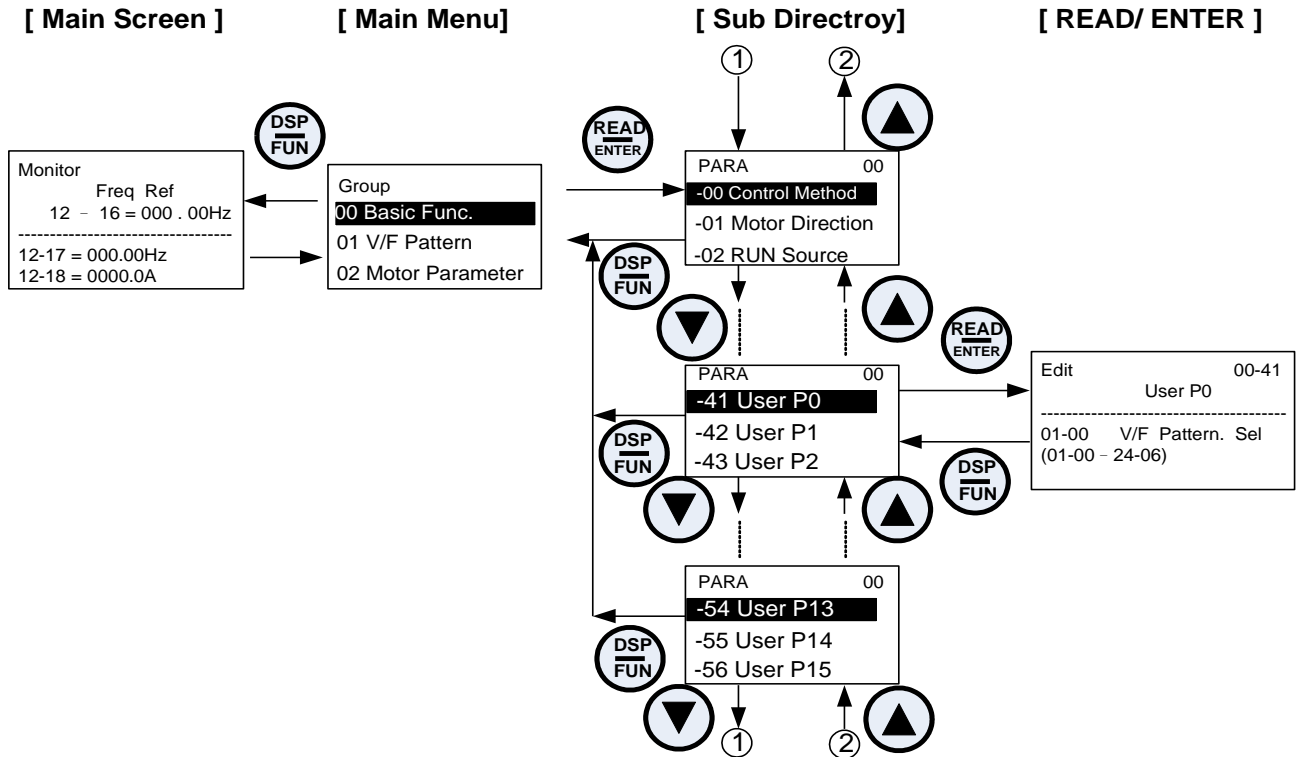 [ Main Screen ]
[ Main Menu]
[ Sub Directroy]
[ READ/ ENTER ]
1
2
DSP
FUN
READ
ENTER
Monitor
Freq Ref
12 - 16 = 000 . 00Hz
12-17 = 000.00Hz
12-18 = 0000.0A
Group
00 Basic Func.
01 V/F Pattern
02 Motor Parameter
PARA 00
-00 Control Method
-01 Motor Direction
-02 RUN Source
DSP
FUN
READ
ENTER
PARA 00
-41 User P0
-42 User P1
-43 User P2
Edit 00-41
User P0
01-00 V/F Pattern. Sel
(01-00 - 24-06)
DSP
FUN
DSP
FUN
PARA 00
-54 User P13
-55 User P14
-56 User P15
DSP
FUN
1
2